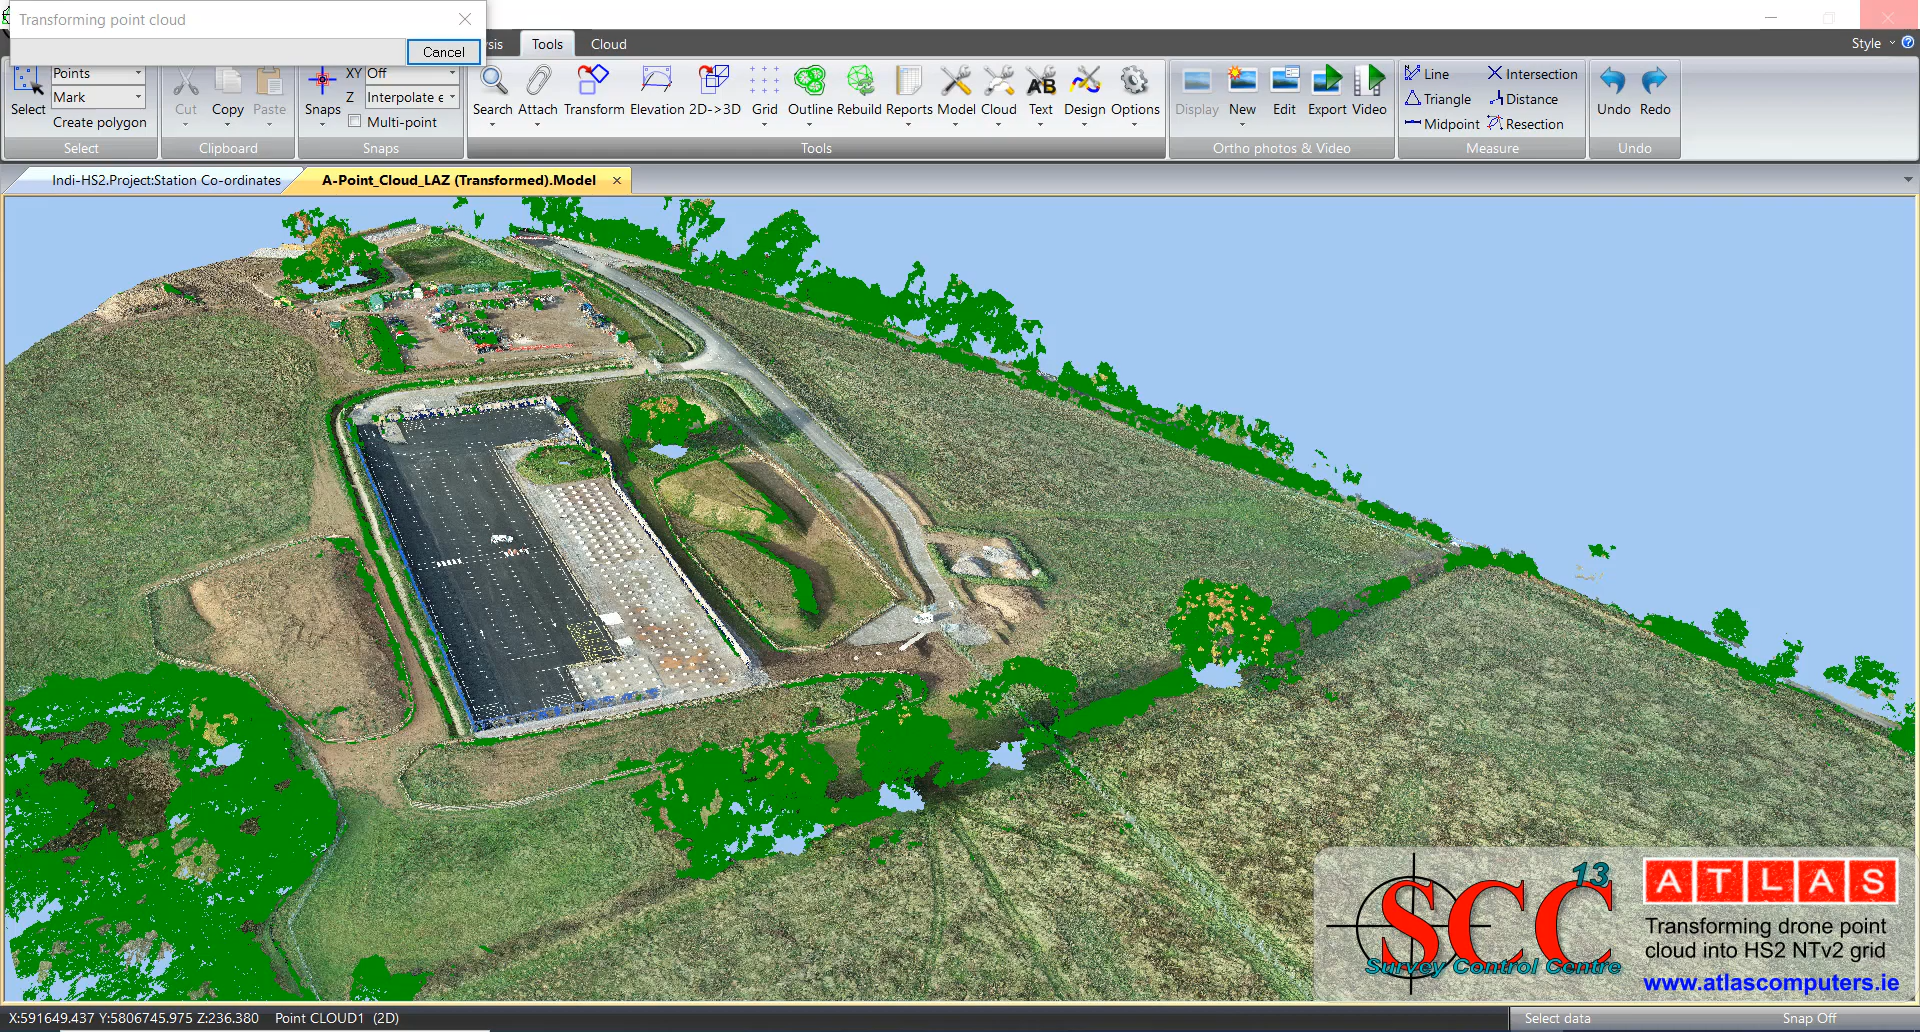 Transforming point cloud
Cancel
sis
Tools
Cloud
Style
Points
Mark
Select
Create polygon
Select
Cut
Copy
Paste
Clipboard
Snaps
XY
Off
Z
Interpolate e
Multi-point
Snaps
Search
Attach
Transform
Elevation
2D->3D
Grid
Outline
Rebuild
Reports
Model
Cloud
AB
Text
Design
Options
Tools
Display
New
Edit
Export
Video
Ortho photos & Video
Line
Intersection
Triangle
Distance
Midpoint
Resection
Measure
Undo
Redo
Undo
Indi-HS2.Project:Station Co-ordinates
A-Point_Cloud_LAZ (Transformed).Model
SCC
13
Survey Control Centre
ATLAS
Transforming drone point
cloud into HS2 NTv2 grid
www.atlascomputers.ie
X:591649.437 Y:5806745.975 Z:236.380
Point CLOUD1 (2D)
Select data
Snap Off